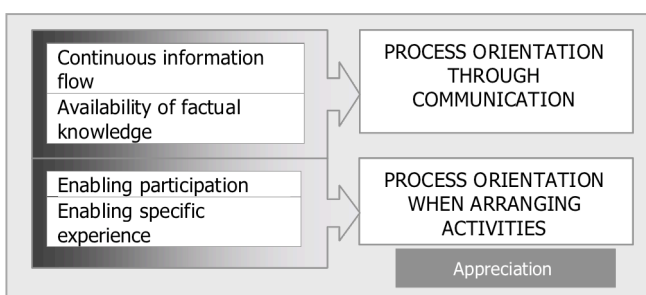 Continuous information
flow
Availability of factual
knowledge
PROCESS ORIENTATION
THROUGH
COMMUNICATION
Enabling participation
Enabling specific
experience
PROCESS ORIENTATION
WHEN ARRANGING
ACTIVITIES
Appreciation